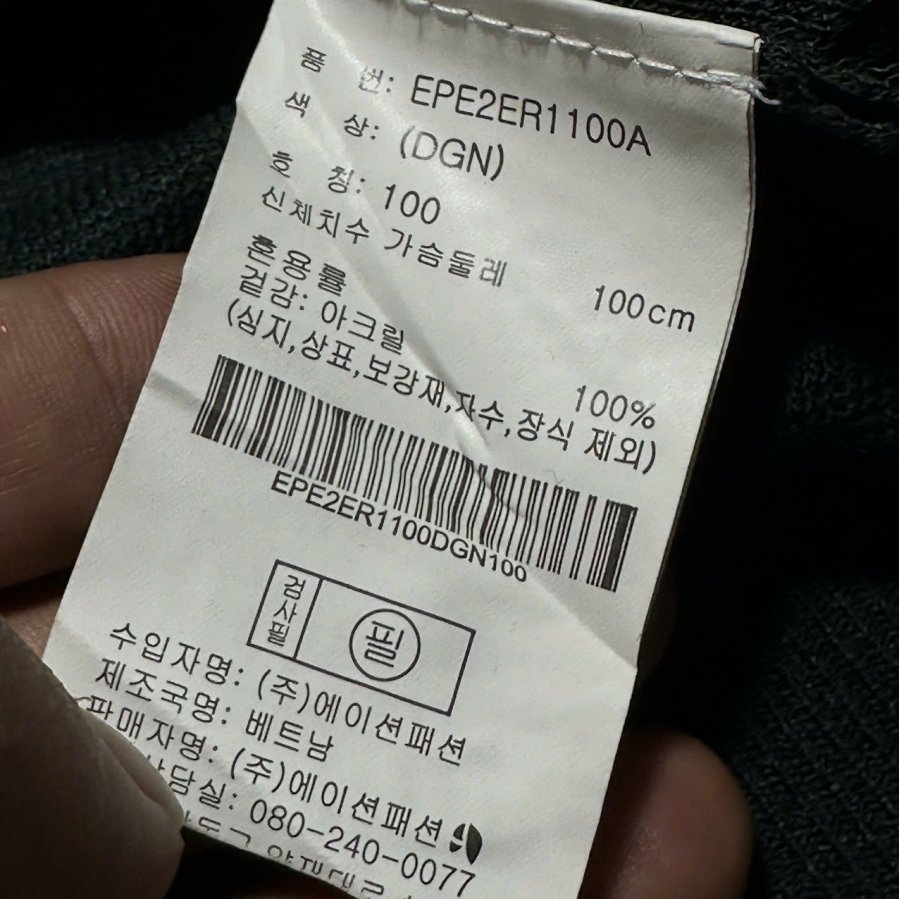 품 번: EPE2ER1100A
색 상: (DGN)
호 칭: 100
신체치수 가슴둘레 100cm
혼용률
겉감: 아크릴 100%
(심지,상표,보강재,자수,장식 제외)
EPE2ER1100DGN100
검사필 필
수입자명: (주)에이션패션
제조국명: 베트남
판매자명: (주)에이션패션
상담실: 080-240-0077